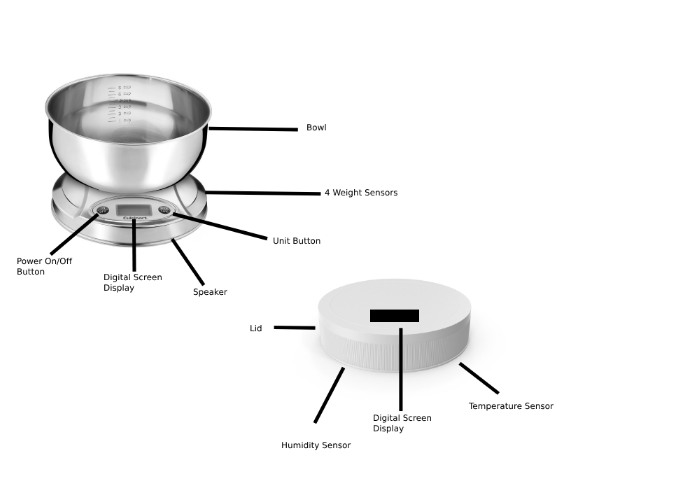 Bowl
4 Weight Sensors
Unit Button
Power On/Off
Button
Digital Screen
Display
Speaker
Lid
Temperature Sensor
Digital Screen
Display
Humidity Sensor